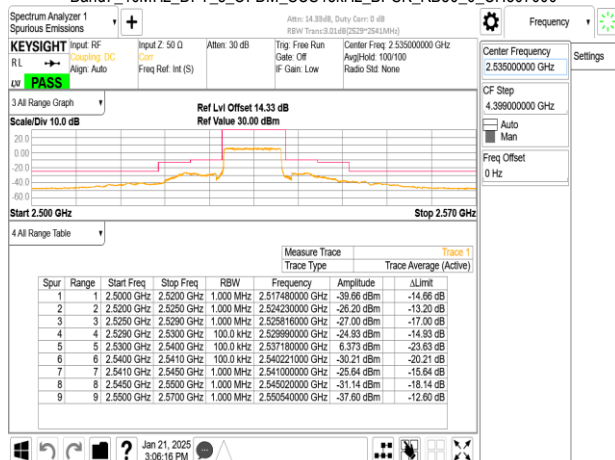 Spectrum Analyzer 1
Spurious Emissions
+
Attn: 14.33dB, Duty Corr: 0 dB
RBW Trans:3.01dB(2529~2541MHz)
Frequency
KEYSIGHT Input: RF
RL
Coupling: DC
Align: Auto
Input Z: 50 Ω
Corr
Freq Ref: Int (S)
Atten: 30 dB
Trig: Free Run
Gate: Off
IF Gain: Low
Center Freq: 2.535000000 GHz
Avg|Hold: 100/100
Radio Std: None
PASS
Center Frequency
2.535000000 GHz
Settings
CF Step
4.399000000 GHz
Auto
Man
Freq Offset
0 Hz
3 All Range Graph
Scale/Div 10.0 dB
Ref Lvl Offset 14.33 dB
Ref Value 30.00 dBm
20.0
0.00
-20.0
-40.0
-60.0
Start 2.500 GHz
Stop 2.570 GHz
4 All Range Table
Measure Trace Trace 1
Trace Type Trace Average (Active)
Spur Range Start Freq Stop Freq RBW Frequency Amplitude ΔLimit
1 1 2.5000 GHz 2.5200 GHz 1.000 MHz 2.517480000 GHz -39.66 dBm -14.66 dB
2 2 2.5200 GHz 2.5250 GHz 1.000 MHz 2.524230000 GHz -26.20 dBm -13.20 dB
3 3 2.5250 GHz 2.5290 GHz 1.000 MHz 2.525816000 GHz -27.00 dBm -17.00 dB
4 4 2.5290 GHz 2.5300 GHz 100.0 kHz 2.529990000 GHz -24.93 dBm -14.93 dB
5 5 2.5300 GHz 2.5400 GHz 100.0 kHz 2.537180000 GHz 6.373 dBm -23.63 dB
6 6 2.5400 GHz 2.5410 GHz 100.0 kHz 2.540221000 GHz -30.21 dBm -20.21 dB
7 7 2.5410 GHz 2.5450 GHz 1.000 MHz 2.541000000 GHz -25.64 dBm -15.64 dB
8 8 2.5450 GHz 2.5500 GHz 1.000 MHz 2.545020000 GHz -31.14 dBm -18.14 dB
9 9 2.5500 GHz 2.5700 GHz 1.000 MHz 2.550540000 GHz -37.60 dBm -12.60 dB
?
Jan 21, 2025
3:06:16 PM